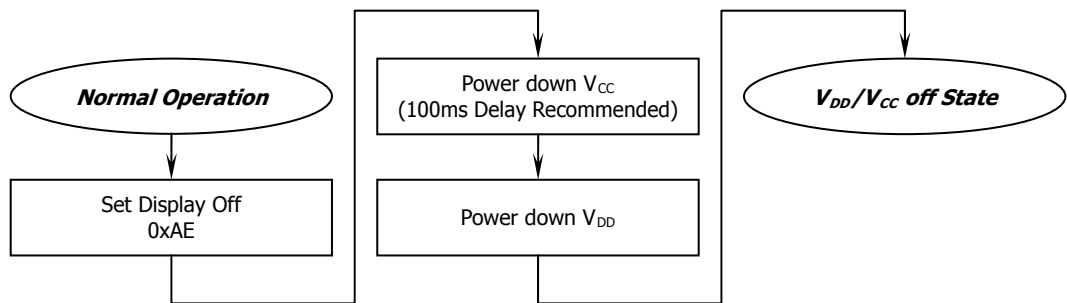 Normal Operation
Set Display Off
0xAE
Power down VCC
(100ms Delay Recommended)
Power down VDD
VDD/VCC off State